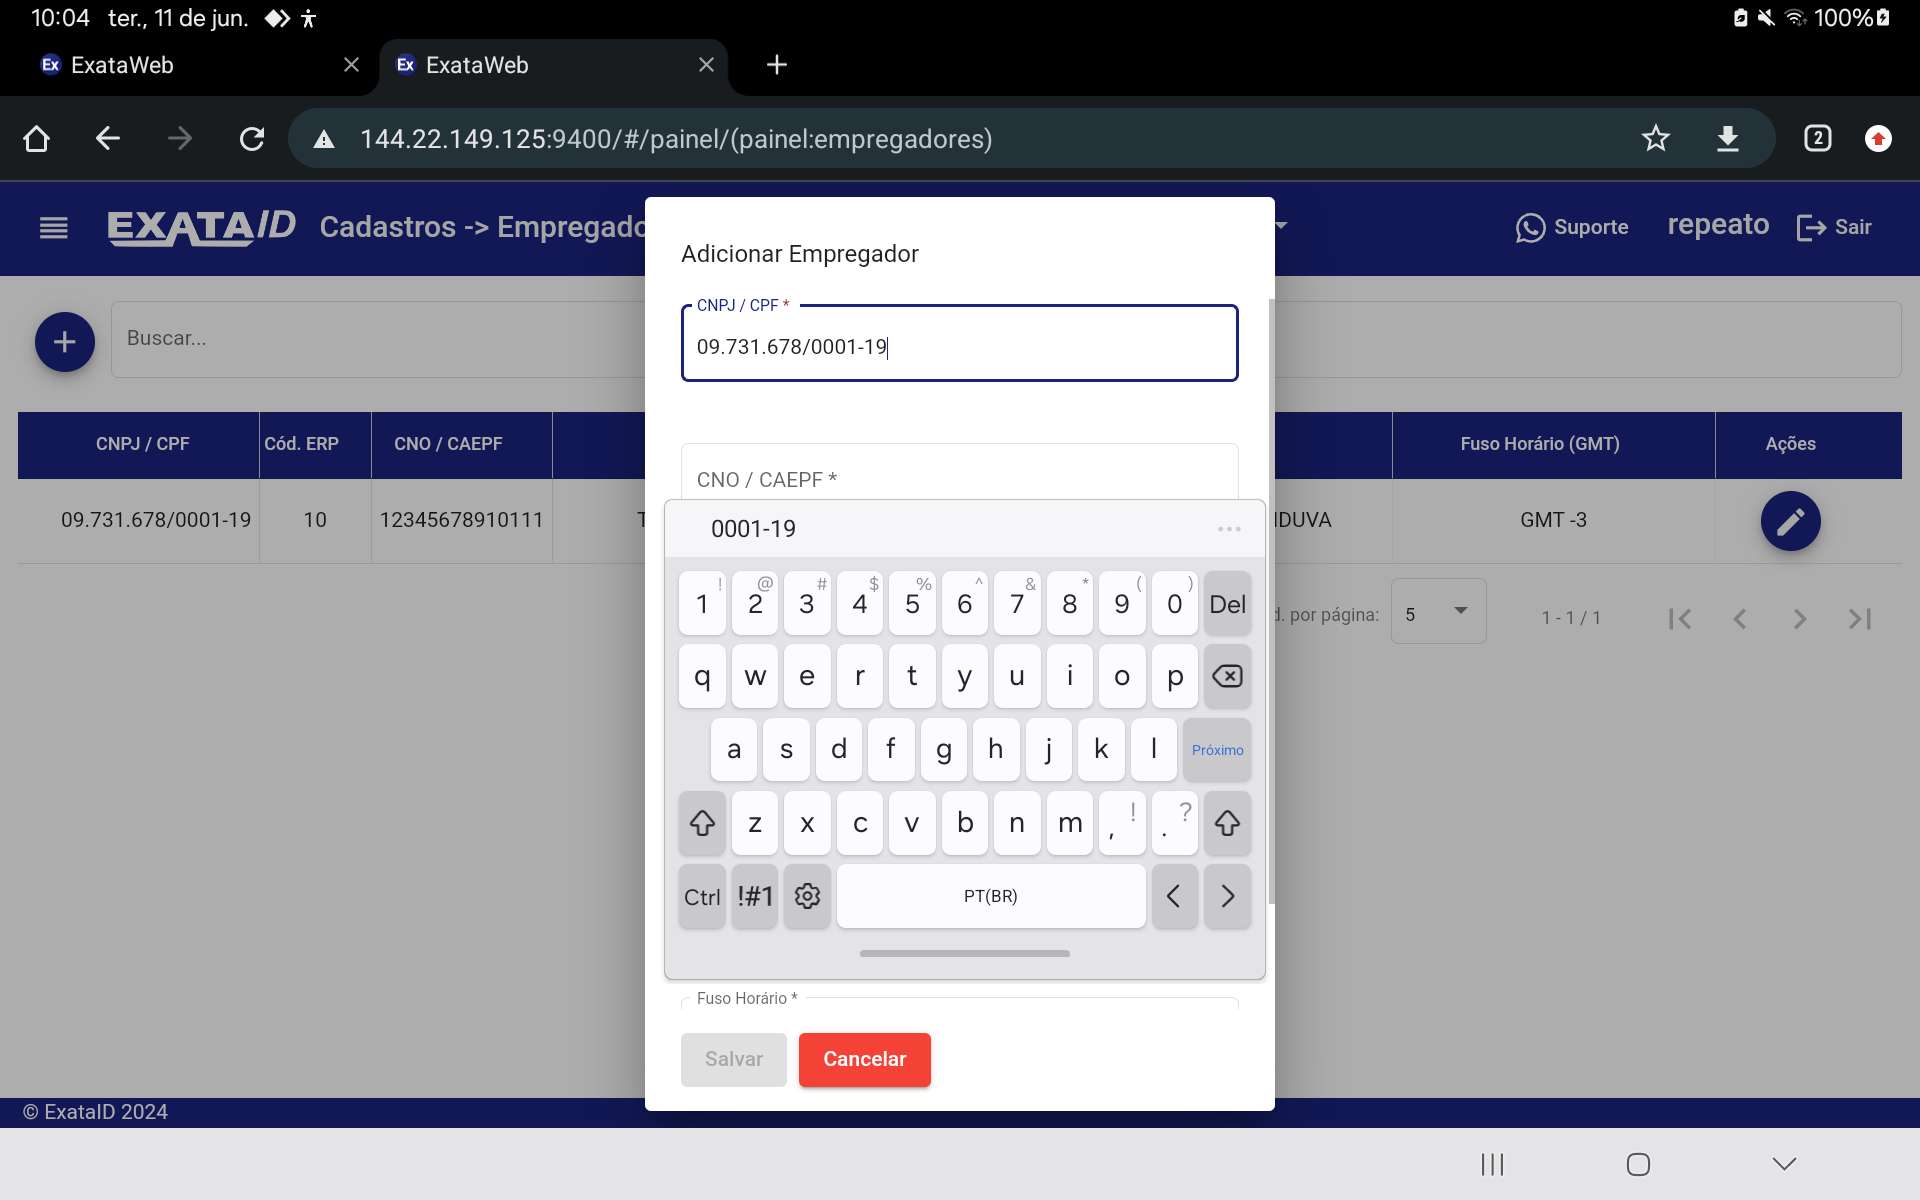 10:04 ter., 11 de jun.
100%
Ex ExataWeb
Ex ExataWeb
144.22.149.125:9400/#/painel/(painel:empregadores)
2
EXATAID Cadastros -> Empregado
Suporte
repeato
Sair
Adicionar Empregador
CNPJ / CPF *
09.731.678/0001-19
Buscar...
CNPJ / CPF
Cód. ERP
CNO / CAEPF
Fuso Horário (GMT)
Ações
CNO / CAEPF *
09.731.678/0001-19
10
12345678910111
T
DUVA
GMT -3
0001-19
! @ # $ % ^ & * ( )
1 2 3 4 5 6 7 8 9 0 Del
d. por página:
5
1 - 1 / 1
q w e r t y u i o p
a s d f g h j k l Próximo
z x c v b n m , ! . ?
Ctrl !#1 PT(BR)
Fuso Horário *
Salvar
Cancelar
© ExataID 2024